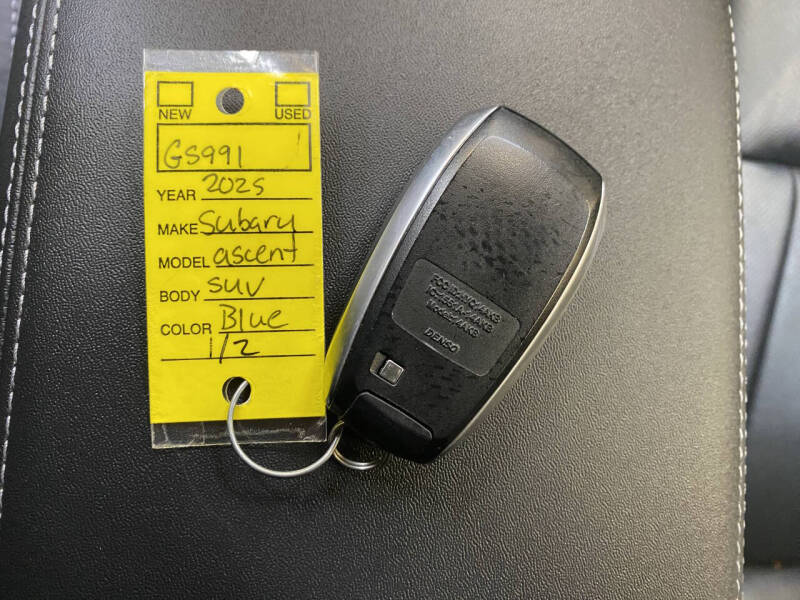 NEW USED
GS991
YEAR 2025
MAKE Subaru
MODEL ascent
BODY SUV
COLOR Blue
1/2
DENSO